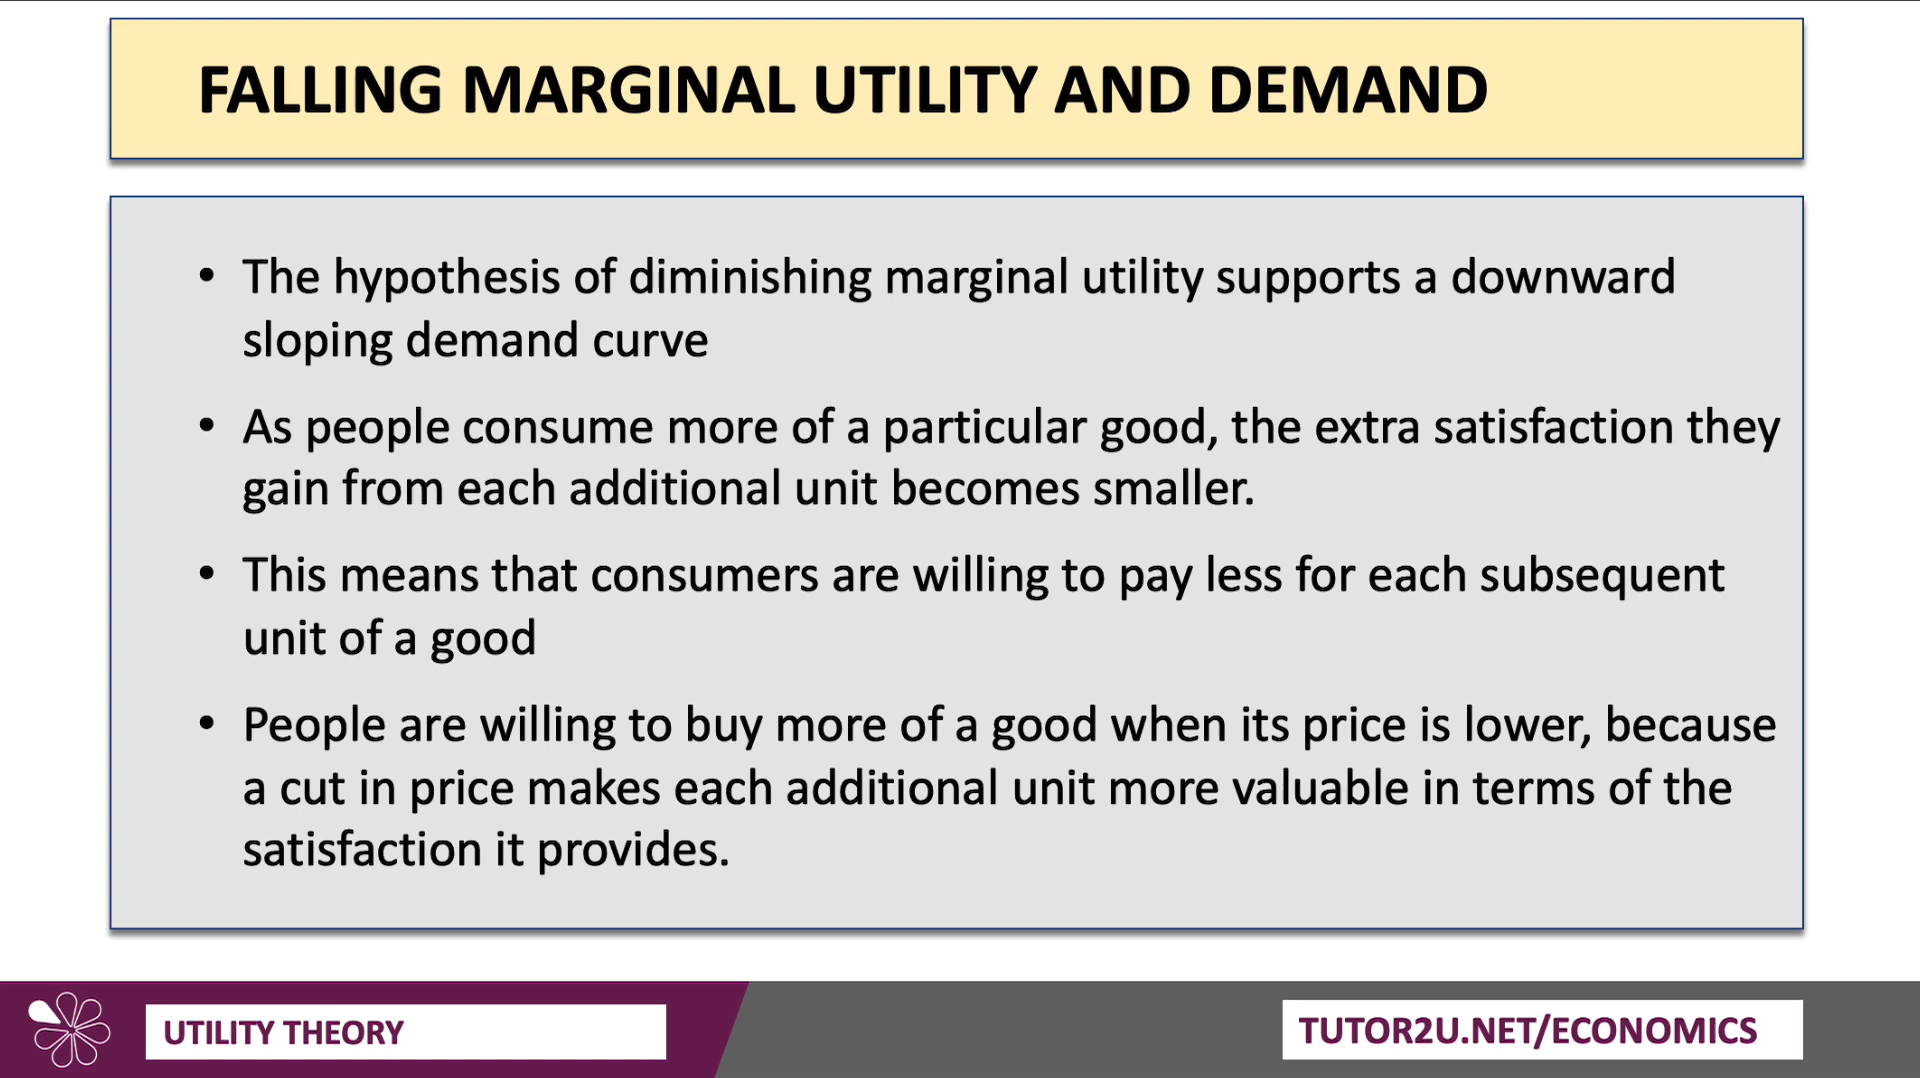 FALLING MARGINAL UTILITY AND DEMAND
• The hypothesis of diminishing marginal utility supports a downward
sloping demand curve
• As people consume more of a particular good, the extra satisfaction they
gain from each additional unit becomes smaller.
• This means that consumers are willing to pay less for each subsequent
unit of a good
• People are willing to buy more of a good when its price is lower, because
a cut in price makes each additional unit more valuable in terms of the
satisfaction it provides.
UTILITY THEORY
TUTOR2U.NET/ECONOMICS